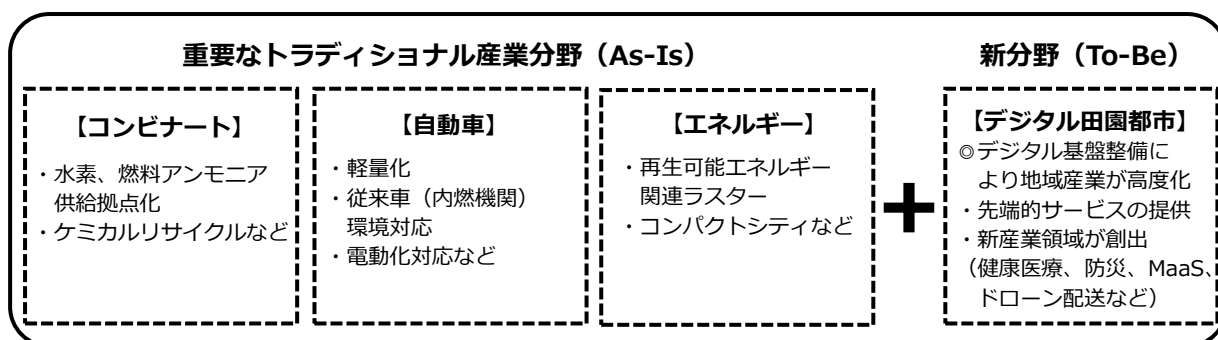 重要なトラディショナル産業分野（As-Is）
【コンビナート】
・水素、燃料アンモニア
供給拠点化
・ケミカルリサイクルなど
【自動車】
・軽量化
・従来車（内燃機関）
環境対応
・電動化対応など
【エネルギー】
・再生可能エネルギー
関連ラスター
・コンパクトシティなど
+
新分野（To-Be）
【デジタル田園都市】
◎デジタル基盤整備に
より地域産業が高度化
・先端的サービスの提供
・新産業領域が創出
（健康医療、防災、MaaS、
ドローン配送など）